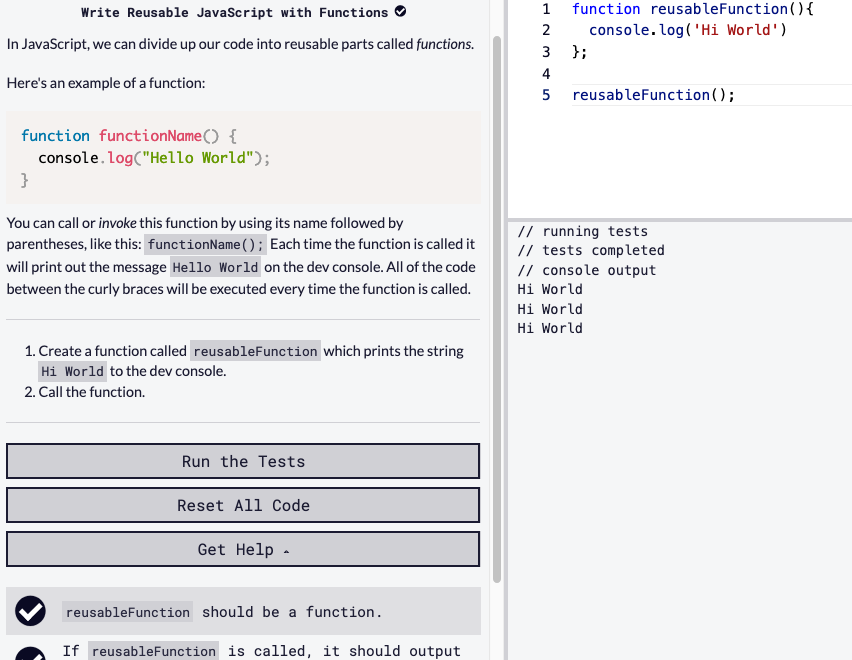 Write Reusable JavaScript with Functions
In JavaScript, we can divide up our code into reusable parts called functions.
Here's an example of a function:
function functionName() {
  console.log("Hello World");
}
You can call or invoke this function by using its name followed by
parentheses, like this: functionName(); Each time the function is called it
will print out the message Hello World on the dev console. All of the code
between the curly braces will be executed every time the function is called.
1. Create a function called reusableFunction which prints the string
Hi World to the dev console.
2. Call the function.
Run the Tests
Reset All Code
Get Help
reusableFunction should be a function.
If reusableFunction is called, it should output
1 function reusableFunction(){
2   console.log('Hi World')
3 };
4
5 reusableFunction();
// running tests
// tests completed
// console output
Hi World
Hi World
Hi World